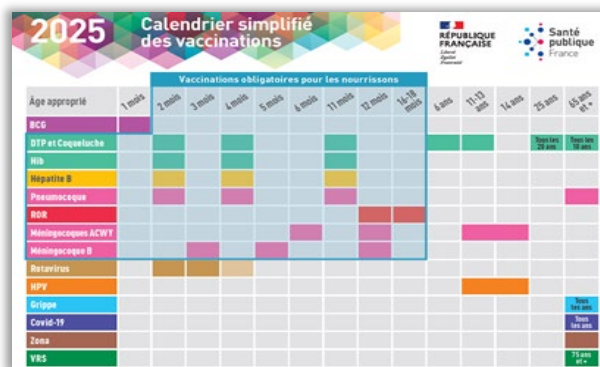 2025
Calendrier simplifié
des vaccinations
RÉPUBLIQUE
FRANÇAISE
Liberté
Égalité
Fraternité
Santé
publique
France
Vaccinations obligatoires pour les nourrissons
Âge approprié
1 mois
2 mois
3 mois
4 mois
5 mois
6 mois
11 mois
12 mois
16-18
mois
6 ans
11-13
ans
14 ans
25 ans
65 ans
et +
BCG
DTP et Coqueluche
Tous les
20 ans
Tous les
10 ans
Hib
Hépatite B
Pneumocoque
ROR
Méningocoques ACWY
Méningocoque B
Rotavirus
HPV
Grippe
Tous
les ans
Covid-19
Tous
les ans
Zona
VRS
75 ans
et +